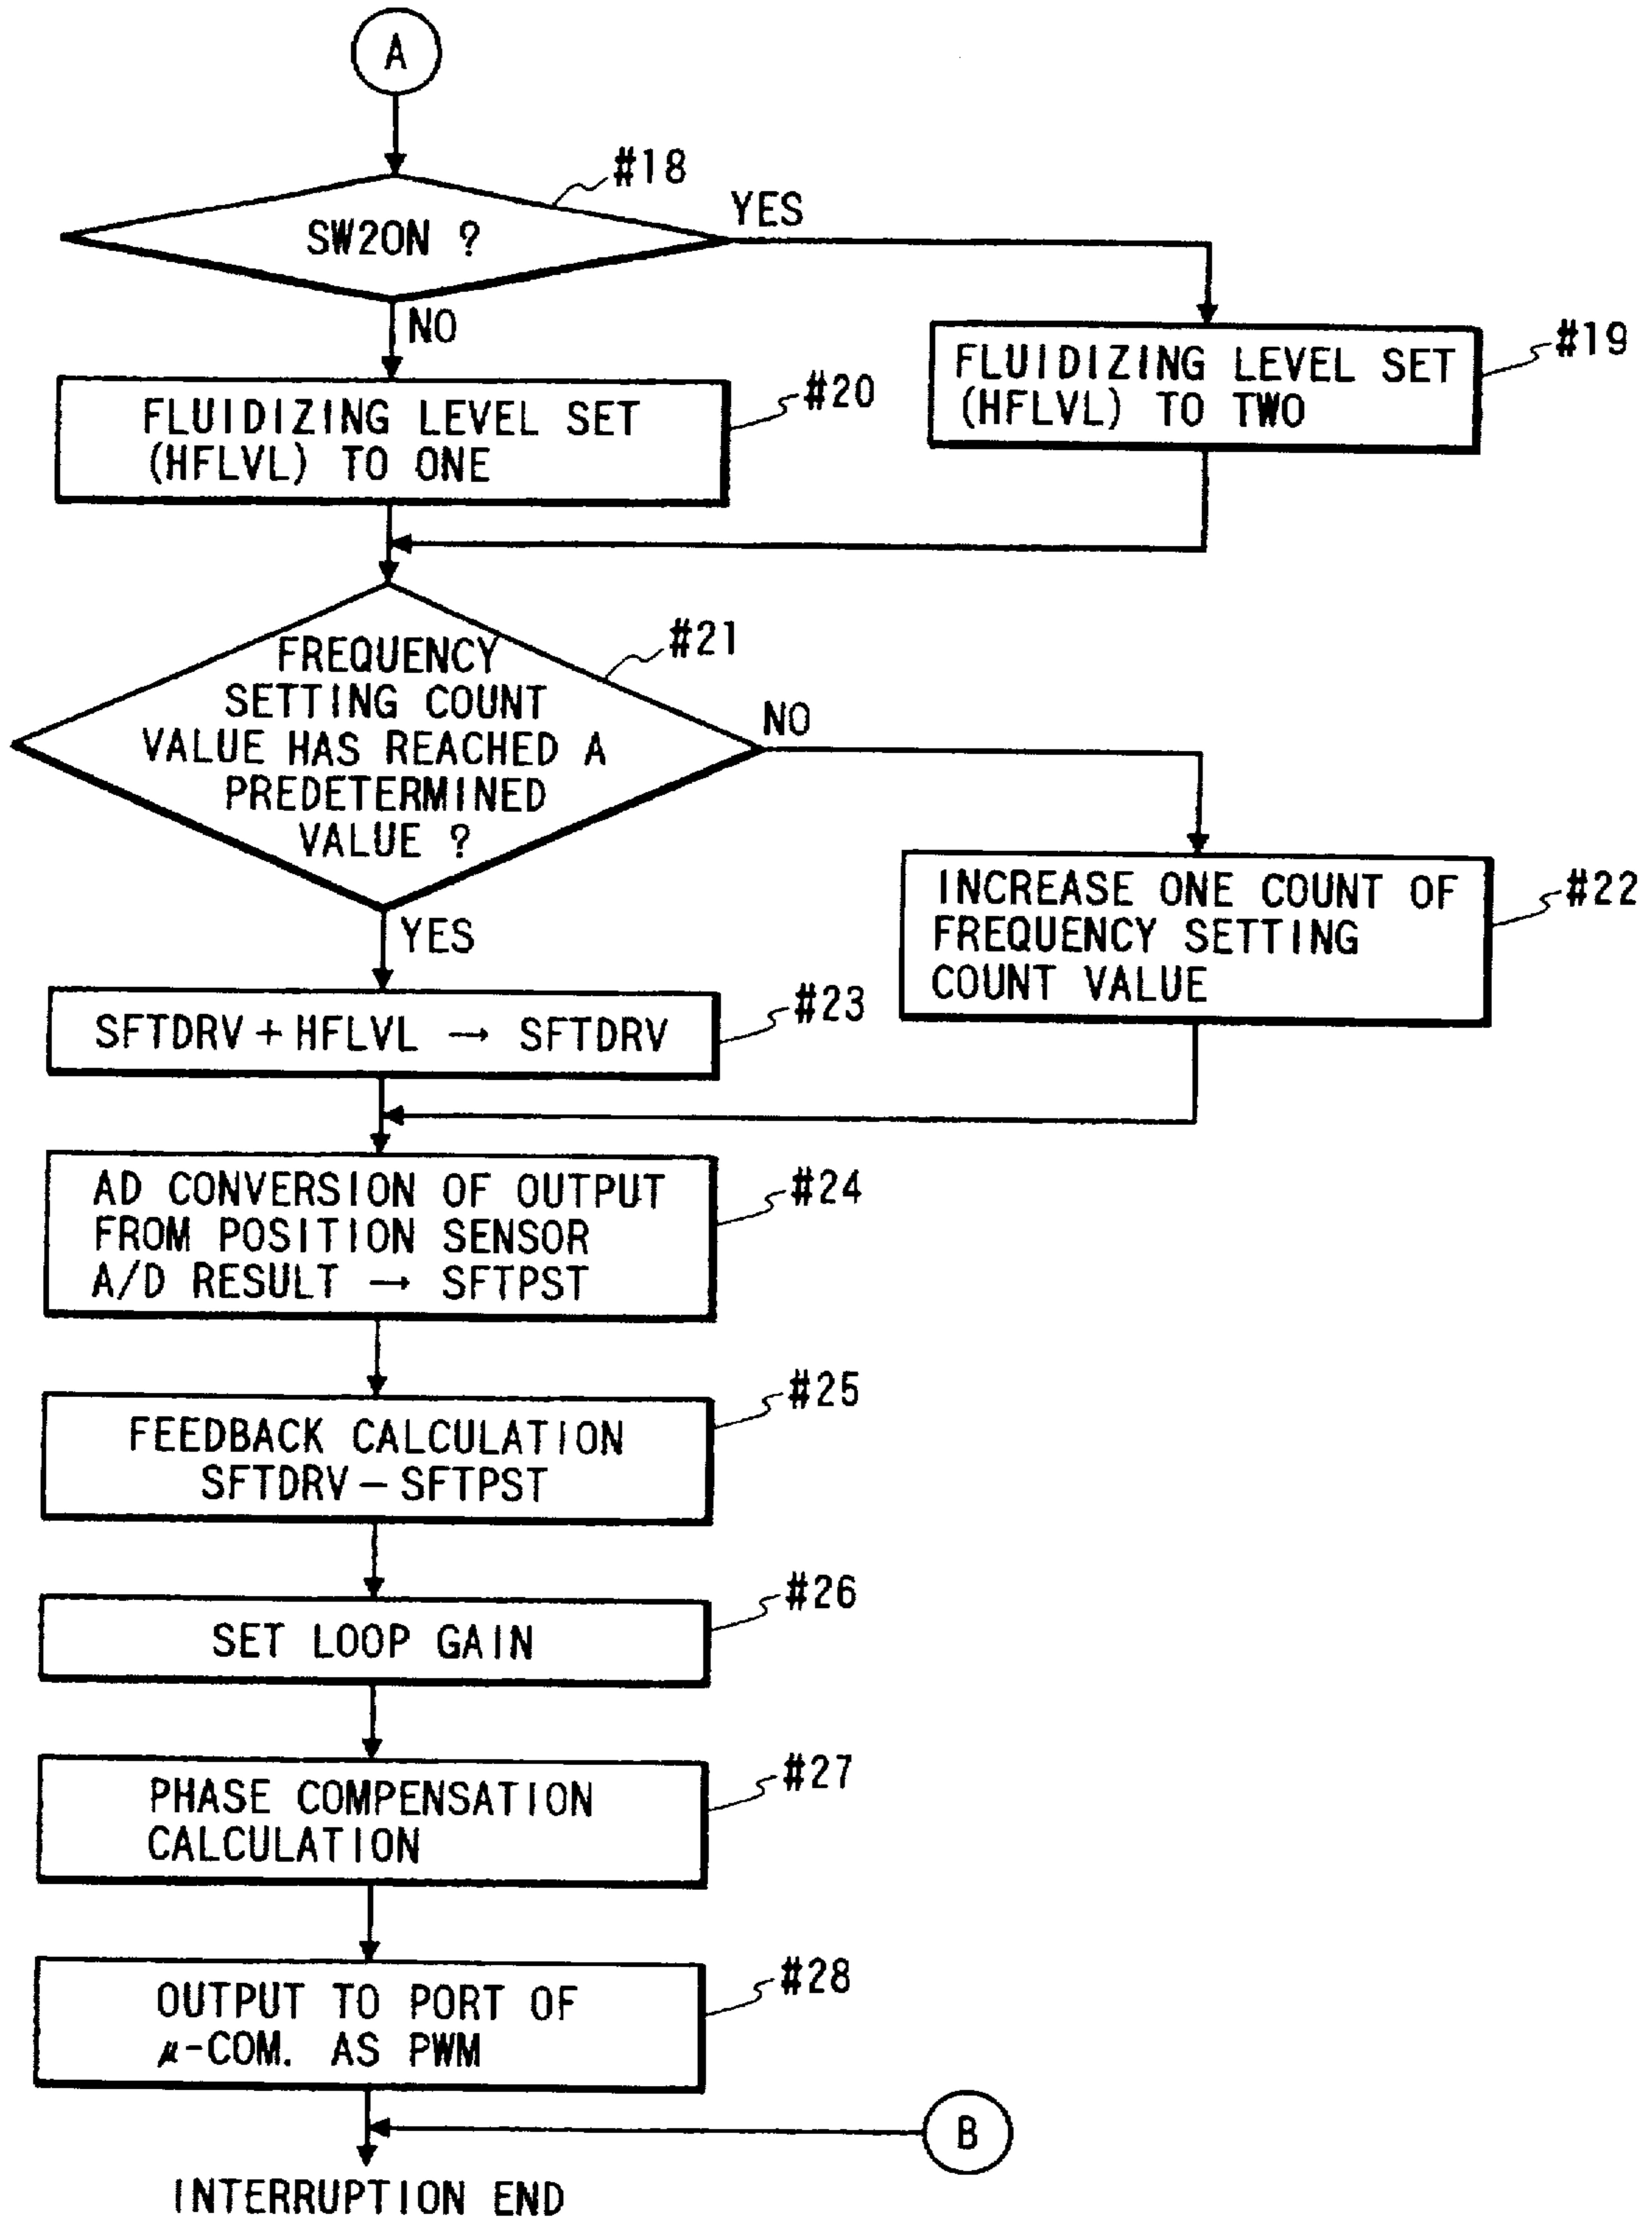 A
#18
SW2ON ?
YES
NO
#19
FLUIDIZING LEVEL SET
(HFLVL) TO TWO
#20
FLUIDIZING LEVEL SET
(HFLVL) TO ONE
#21
FREQUENCY
SETTING COUNT
VALUE HAS REACHED A
PREDETERMINED
VALUE ?
NO
YES
#22
INCREASE ONE COUNT OF
FREQUENCY SETTING
COUNT VALUE
#23
SFTDRV + HFLVL → SFTDRV
#24
AD CONVERSION OF OUTPUT
FROM POSITION SENSOR
A/D RESULT → SFTPST
#25
FEEDBACK CALCULATION
SFTDRV – SFTPST
#26
SET LOOP GAIN
#27
PHASE COMPENSATION
CALCULATION
#28
OUTPUT TO PORT OF
μ-COM. AS PWM
B
INTERRUPTION END